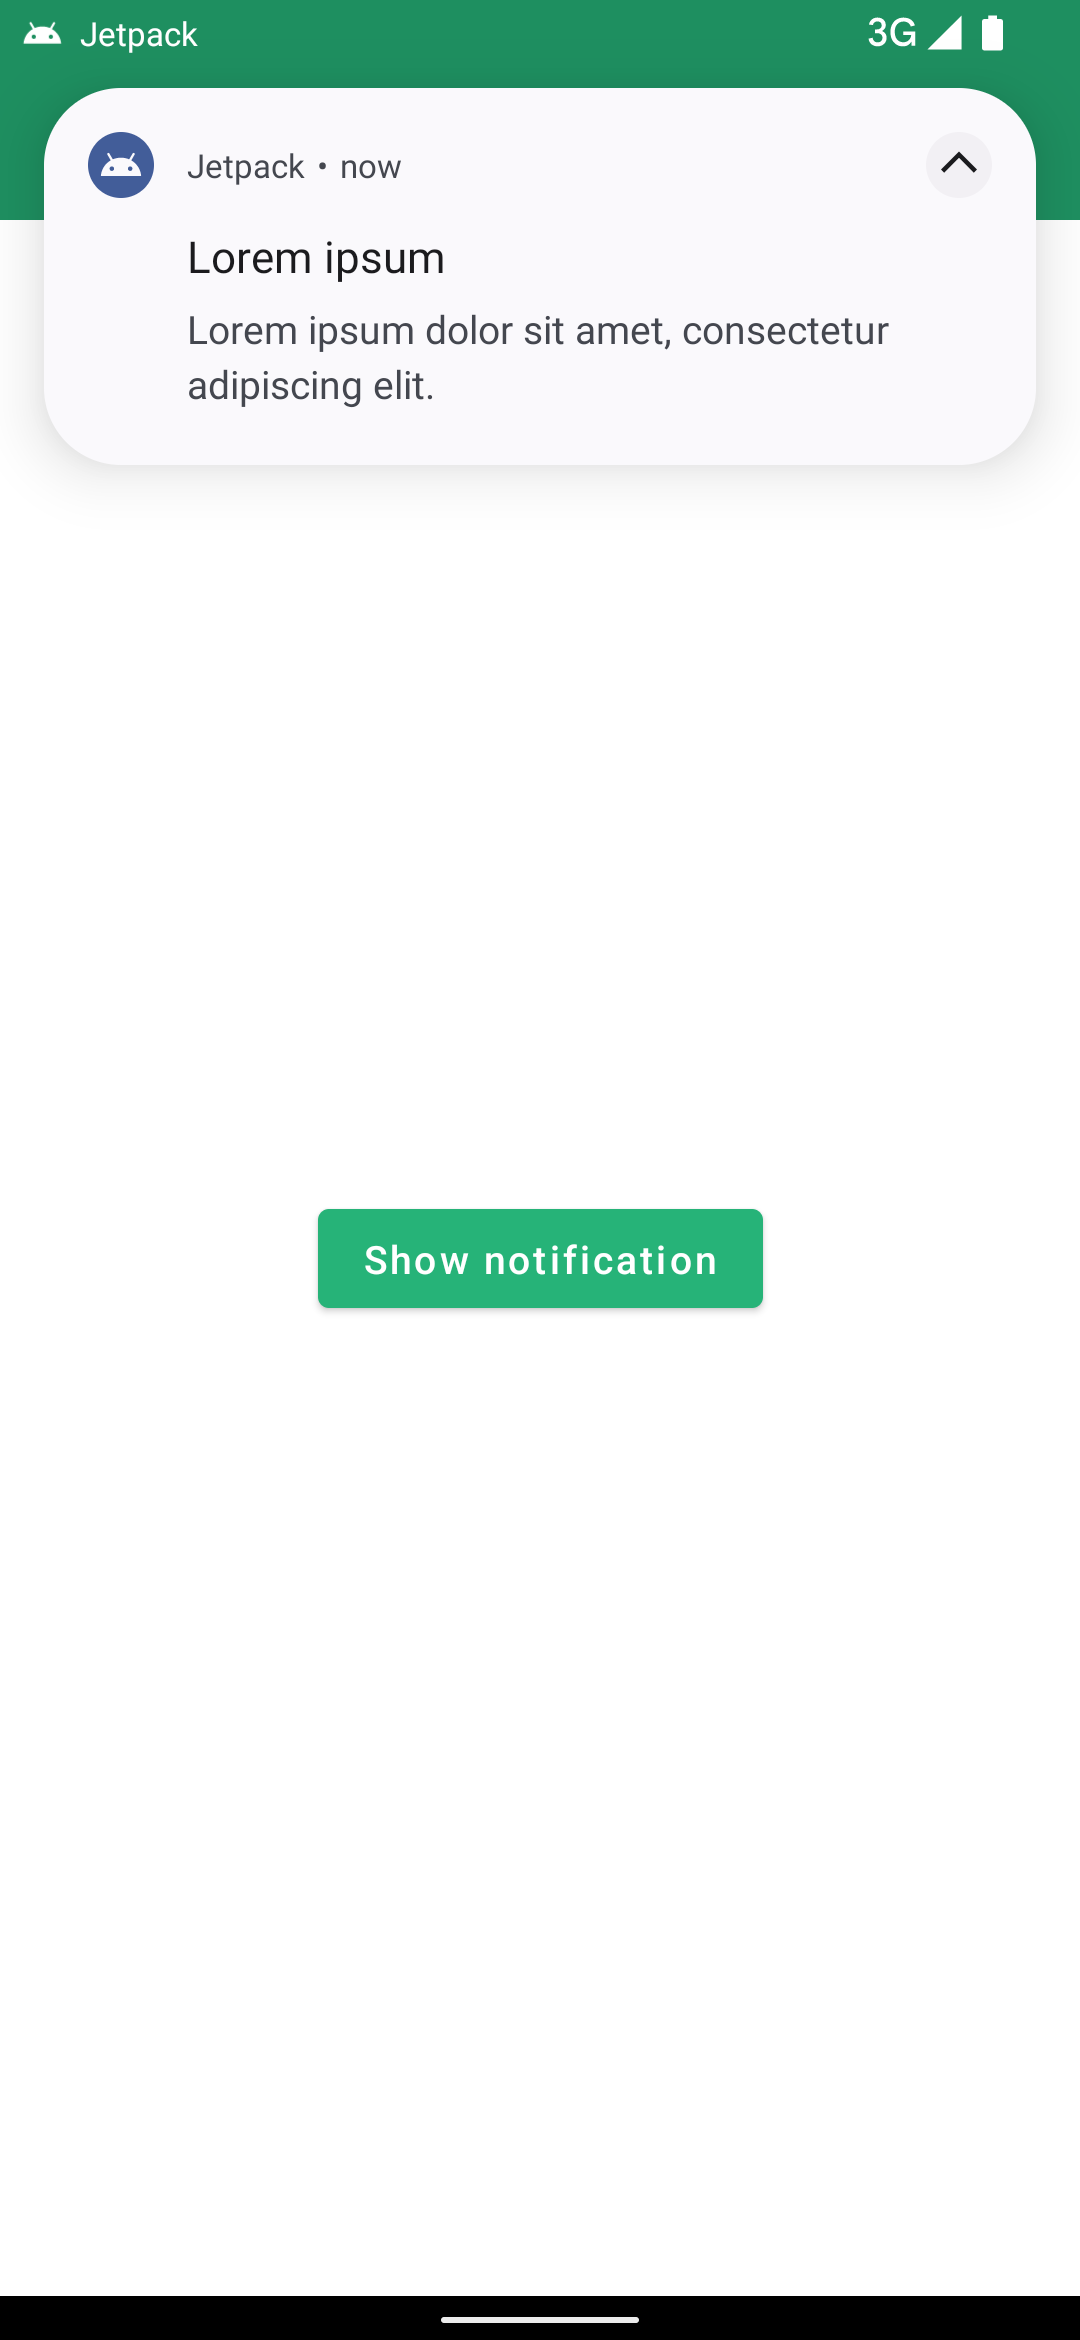 Jetpack 3G
Jetpack • now
Lorem ipsum
Lorem ipsum dolor sit amet, consectetur
adipiscing elit.
Show notification